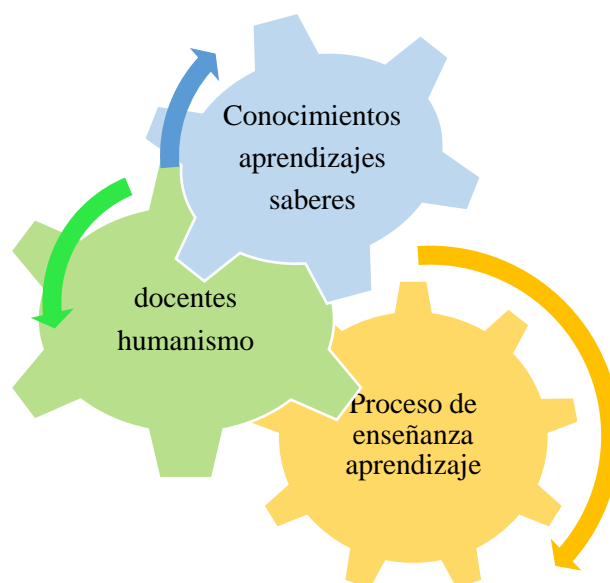 Conocimientos
aprendizajes
saberes
docentes
humanismo
Proceso de
enseñanza
aprendizaje